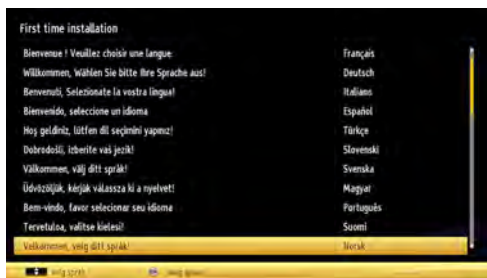 First time installation
Bienvenue ! Veuillez choisir une langue Français
Willkommen, Wählen Sie bitte Ihre Sprache aus! Deutsch
Benvenuti, Selezionate la vostra lingua! Italiano
Bienvenido, seleccione un idioma Español
Hoş geldiniz, lütfen dil seçimini yapınız! Türkçe
Dobrodošli, izberite vaš jezik! Slovenski
Välkommen, välj ditt språk! Svenska
Üdvözöljük, kérjük válassza ki a nyelvet! Magyar
Bem-vindo, favor selecionar seu idioma Português
Tervetuloa, valitse kielesi! Suomi
Velkommen, velg ditt språk! Norsk